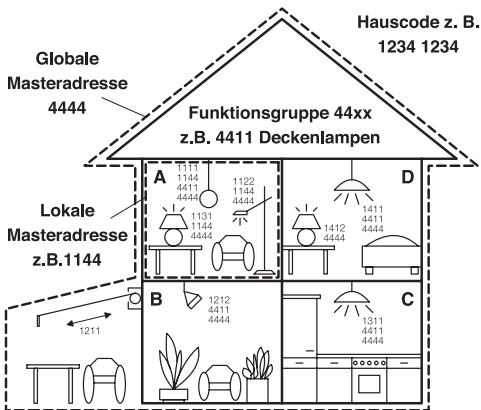 Hauscode z. B.
1234 1234
Globale
Masteradresse
4444
Funktionsgruppe 44xx
z.B. 4411 Deckenlampen
A
1111
1144
4411
4444
1122
1144
4444
1131
1144
4444
D
1411
4411
4444
1412
4444
Lokale
Masteradresse
z.B.1144
B
1212
4411
4444
1211
C
1311
4411
4444